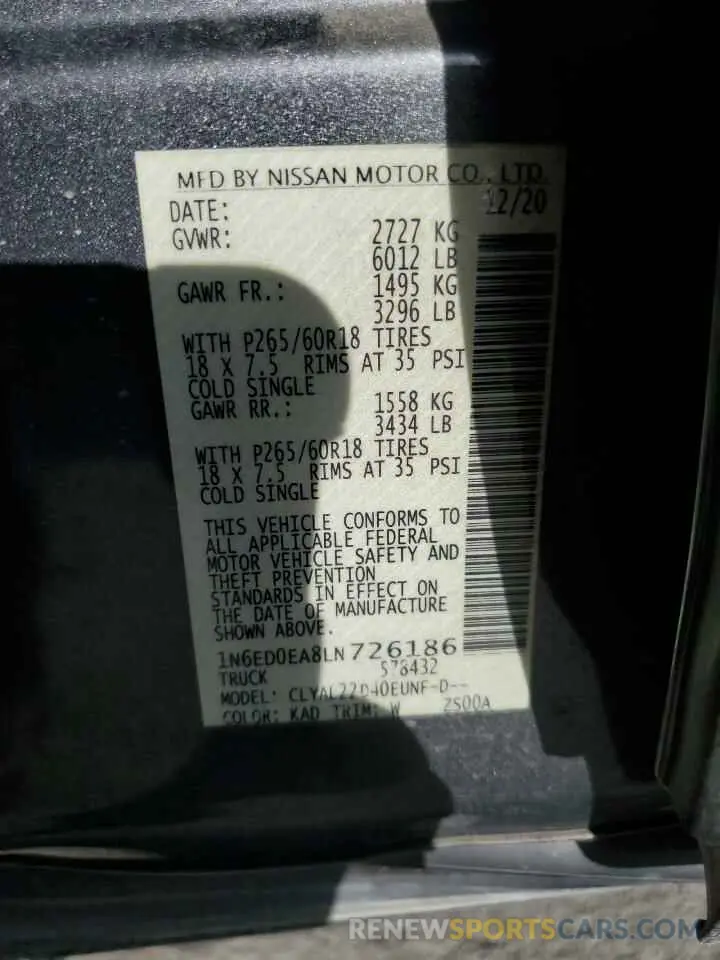 MFD BY NISSAN MOTOR CO., LTD.
DATE: 12/20
GVWR: 2727 KG
6012 LB
GAWR FR.: 1495 KG
3296 LB
WITH P265/60R18 TIRES
18 X 7.5 RIMS AT 35 PSI
COLD SINGLE
GAWR RR.: 1558 KG
3434 LB
WITH P265/60R18 TIRES
18 X 7.5 RIMS AT 35 PSI
COLD SINGLE
THIS VEHICLE CONFORMS TO
ALL APPLICABLE FEDERAL
MOTOR VEHICLE SAFETY AND
THEFT PREVENTION
STANDARDS IN EFFECT ON
THE DATE OF MANUFACTURE
SHOWN ABOVE.
1N6ED0EA8LN726186
TRUCK 578432
MODEL:
COLOR: KAD TRIM: W 2S00A
RENEWSPORTSCARS.COM